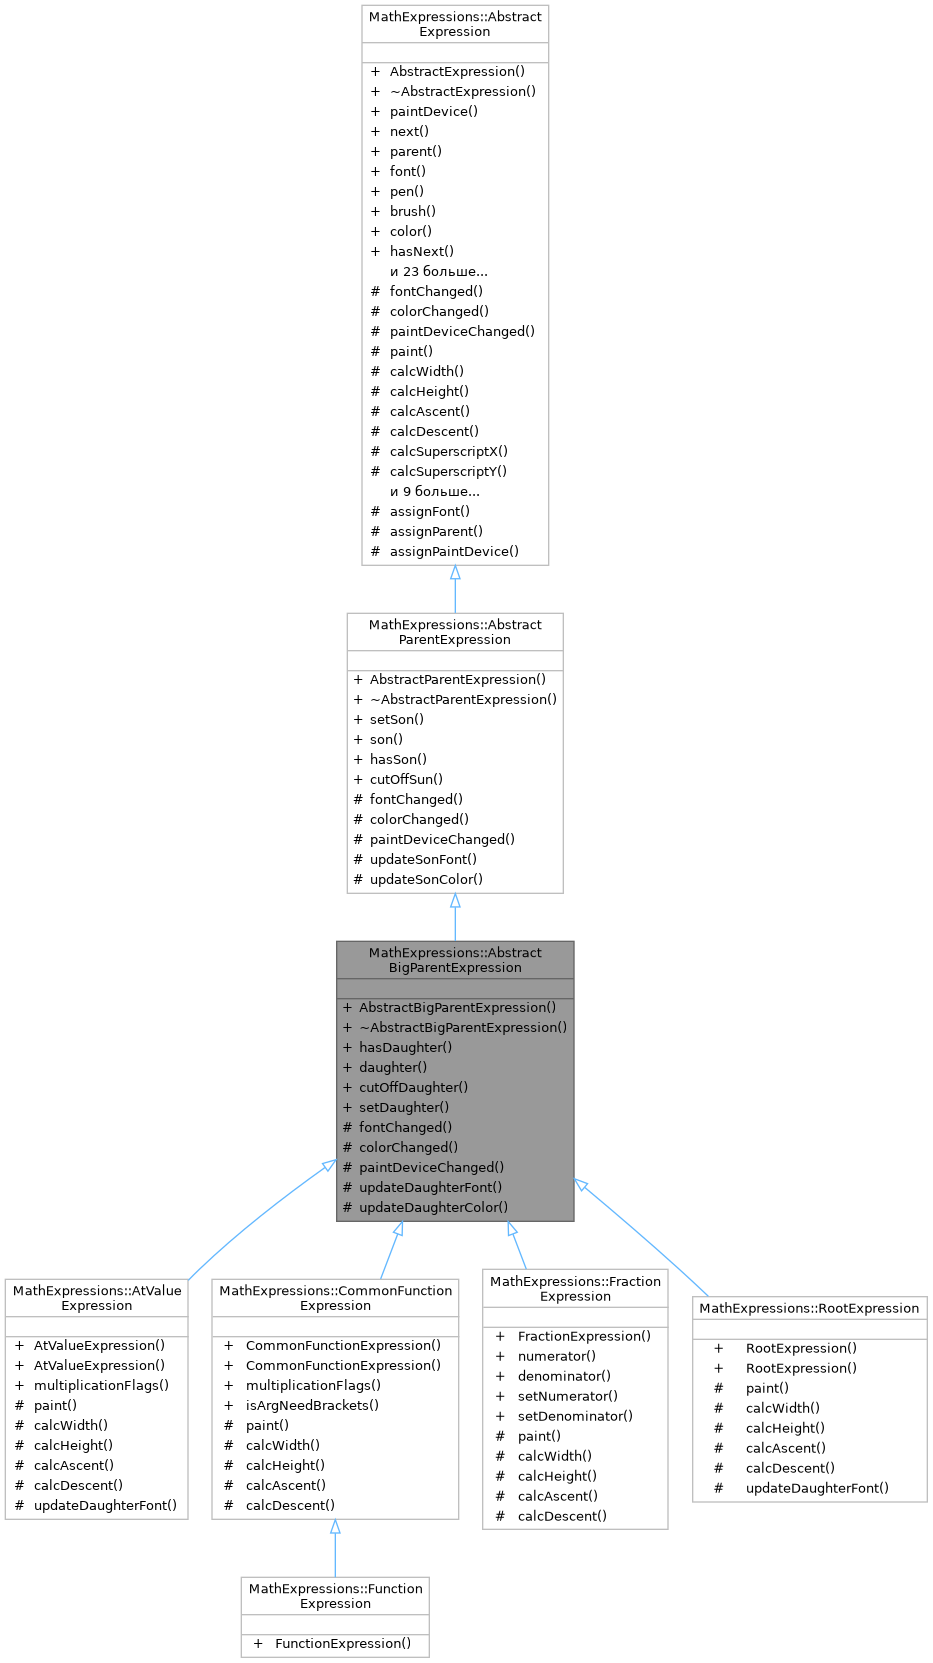 MathExpressions::Abstract
Expression
+ AbstractExpression()
+ ~AbstractExpression()
+ paintDevice()
+ next()
+ parent()
+ font()
+ pen()
+ brush()
+ color()
+ hasNext()
и 23 больше...
# fontChanged()
# colorChanged()
# paintDeviceChanged()
# paint()
# calcWidth()
# calcHeight()
# calcAscent()
# calcDescent()
# calcSuperscriptX()
# calcSuperscriptY()
и 9 больше...
# assignFont()
# assignParent()
# assignPaintDevice()
MathExpressions::Abstract
ParentExpression
+ AbstractParentExpression()
+ ~AbstractParentExpression()
+ setSon()
+ son()
+ hasSon()
+ cutOffSun()
# fontChanged()
# colorChanged()
# paintDeviceChanged()
# updateSonFont()
# updateSonColor()
MathExpressions::Abstract
BigParentExpression
+ AbstractBigParentExpression()
+ ~AbstractBigParentExpression()
+ hasDaughter()
+ daughter()
+ cutOffDaughter()
+ setDaughter()
# fontChanged()
# colorChanged()
# paintDeviceChanged()
# updateDaughterFont()
# updateDaughterColor()
MathExpressions::AtValue
Expression
+ AtValueExpression()
+ AtValueExpression()
+ multiplicationFlags()
# paint()
# calcWidth()
# calcHeight()
# calcAscent()
# calcDescent()
# updateDaughterFont()
MathExpressions::CommonFunction
Expression
+ CommonFunctionExpression()
+ CommonFunctionExpression()
+ multiplicationFlags()
+ isArgNeedBrackets()
# paint()
# calcWidth()
# calcHeight()
# calcAscent()
# calcDescent()
MathExpressions::Fraction
Expression
+ FractionExpression()
+ numerator()
+ denominator()
+ setNumerator()
+ setDenominator()
# paint()
# calcWidth()
# calcHeight()
# calcAscent()
# calcDescent()
MathExpressions::RootExpression
+ RootExpression()
+ RootExpression()
# paint()
# calcWidth()
# calcHeight()
# calcAscent()
# calcDescent()
# updateDaughterFont()
MathExpressions::Function
Expression
+ FunctionExpression()